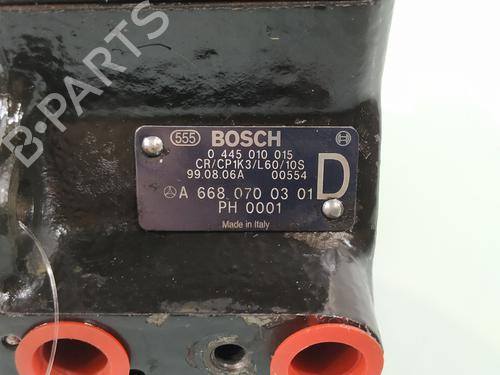 B-PARTS
555 BOSCH
0 445 010 015
CR/CP1K3/L60/10S
99.08.06A 00554
A 668 070 03 01 D
PH 0001
Made in Italy